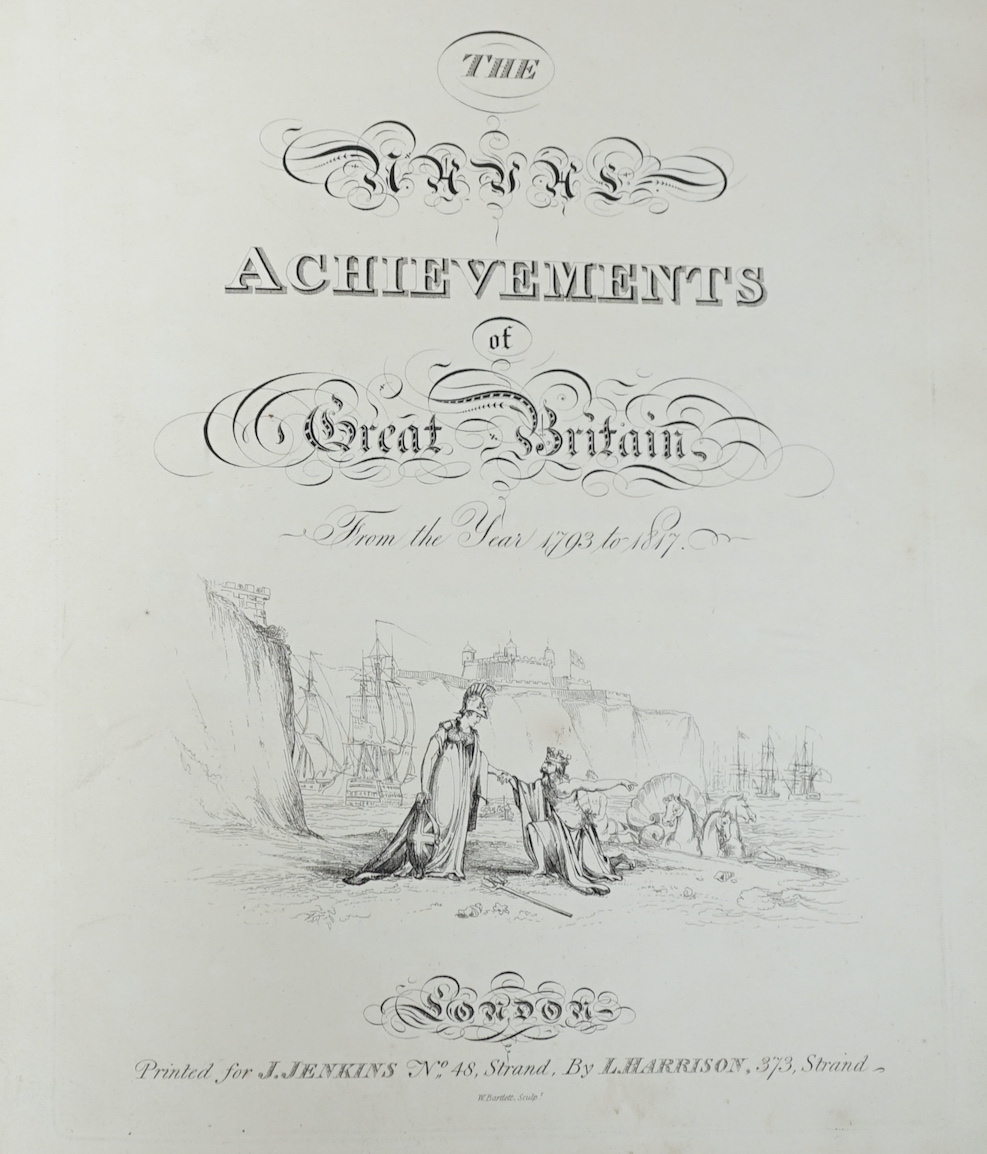 THE
NAVAL
ACHIEVEMENTS
of
Great Britain,
From the Year 1793 to 1817.
LONDON
Printed for J. JENKINS No. 48, Strand, By L. HARRISON, 373, Strand
W. Bartlett, Sculpt